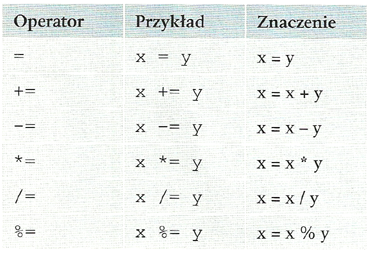 Operator Przykład Znaczenie
= x = y x = y
+= x += y x = x + y
-= x -= y x = x – y
*= x *= y x = x * y
/= x /= y x = x / y
%= x %= y x = x % y